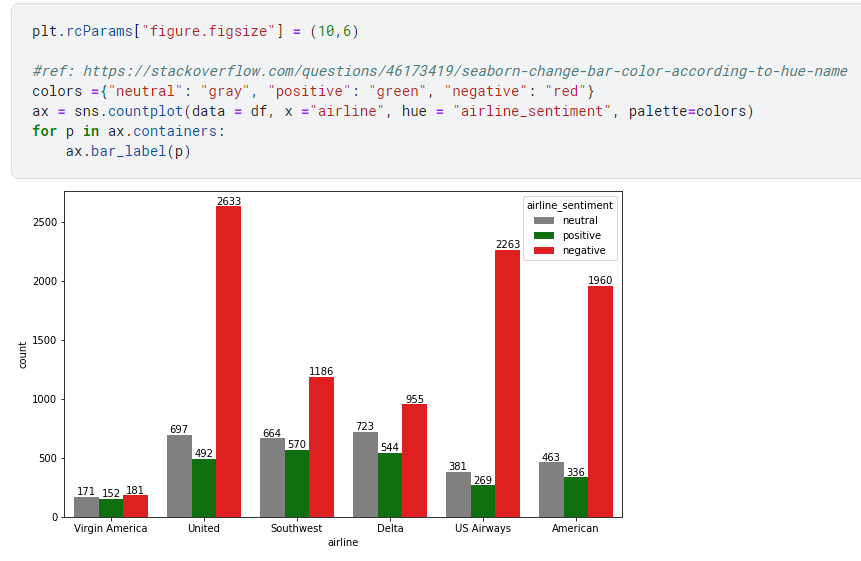 plt.rcParams["figure.figsize"] = (10,6)
#ref: https://stackoverflow.com/questions/46173419/seaborn-change-bar-color-according-to-hue-name
colors ={"neutral": "gray", "positive": "green", "negative": "red"}
ax = sns.countplot(data = df, x ="airline", hue = "airline_sentiment", palette=colors)
for p in ax.containers:
    ax.bar_label(p)
airline_sentiment
neutral
positive
negative
count
2500
2000
1500
1000
500
0
171 152 181
697 492 2633
664 570 1186
723 544 955
381 269 2263
463 336 1960
Virgin America United Southwest Delta US Airways American
airline